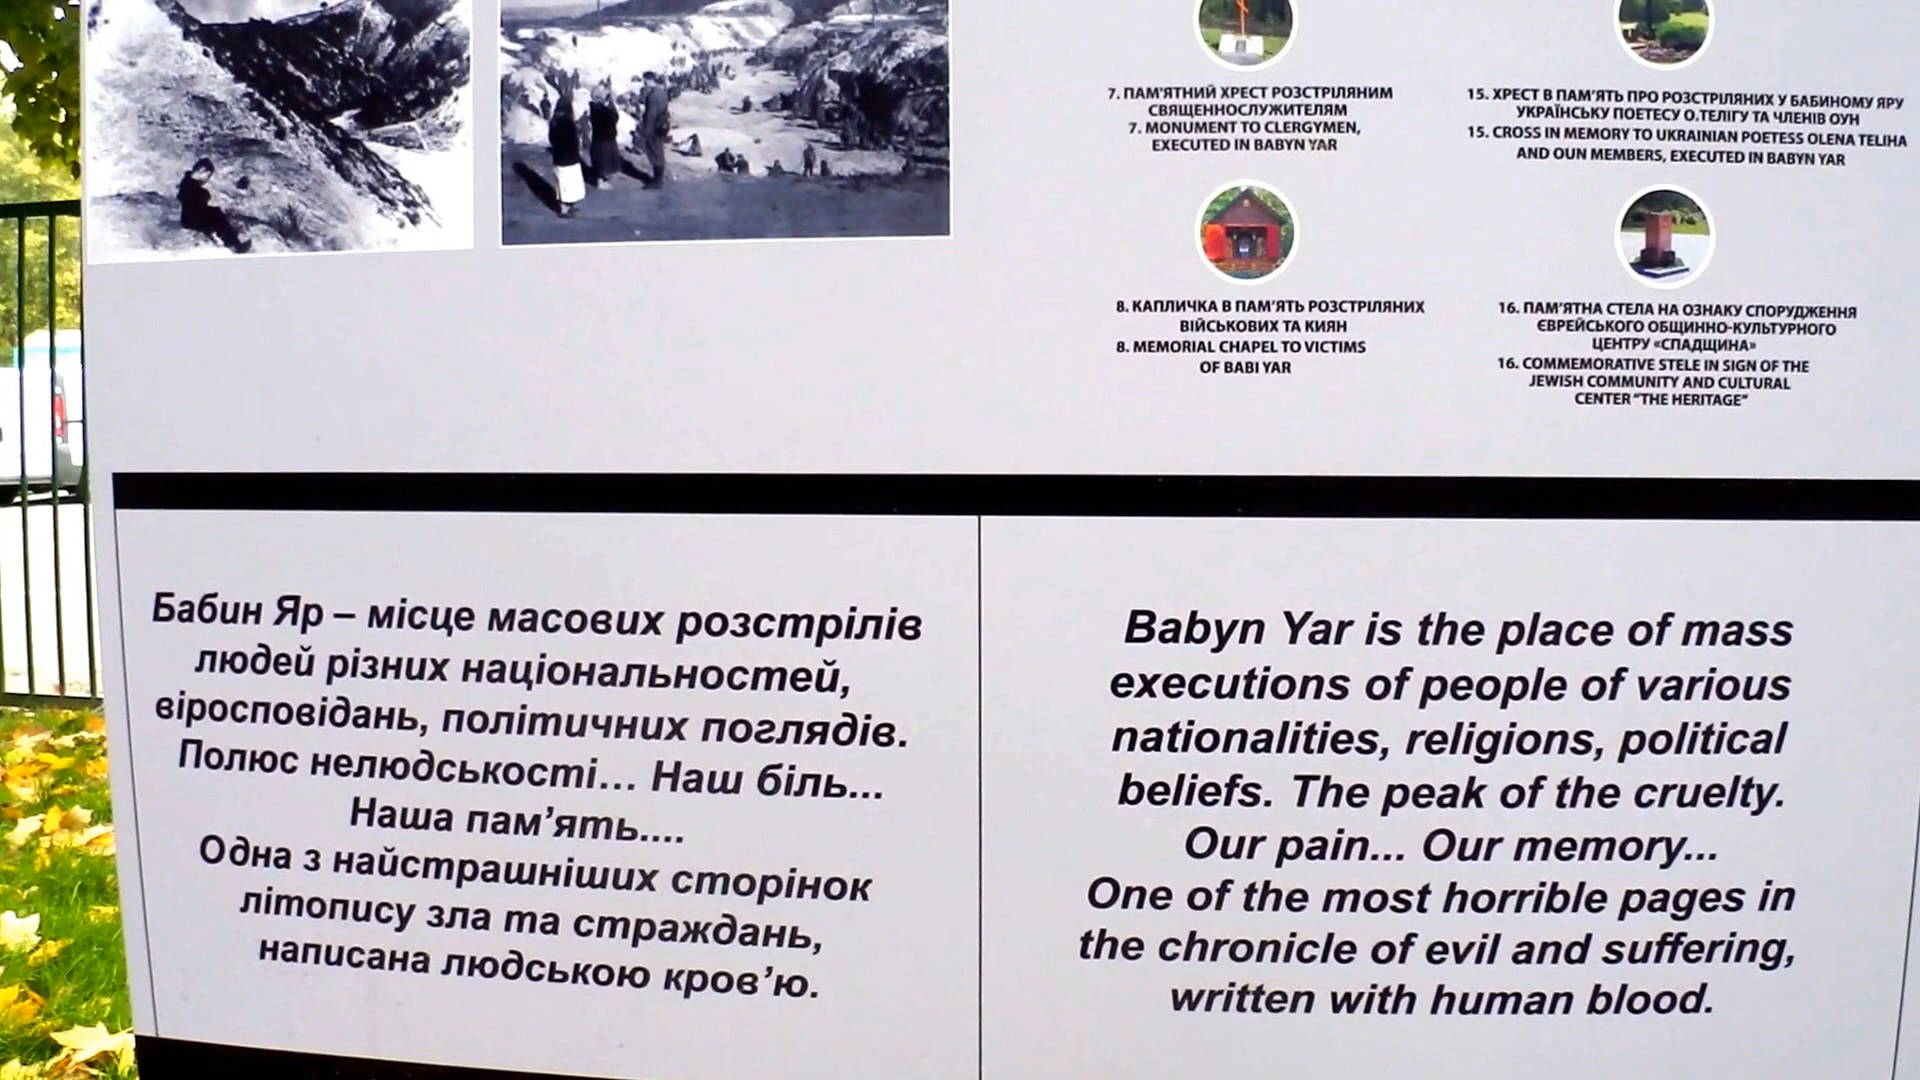 7. ПАМ'ЯТНИЙ ХРЕСТ РОЗСТРІЛЯНИМ
СВЯЩЕННОСЛУЖИТЕЛЯМ
7. MONUMENT TO CLERGYMEN,
EXECUTED IN BABYN YAR
8. КАПЛИЧКА В ПАМ'ЯТЬ РОЗСТРІЛЯНИХ
ВІЙСЬКОВИХ ТА КИЯН
8. MEMORIAL CHAPEL TO VICTIMS
OF BABI YAR
15. ХРЕСТ В ПАМ'ЯТЬ ПРО РОЗСТРІЛЯНИХ У БАБИНОМУ ЯРУ
УКРАЇНСЬКУ ПОЕТЕСУ О.ТЕЛІГУ ТА ЧЛЕНІВ ОУН
15. CROSS IN MEMORY TO UKRAINIAN POETESS OLENA TELIHA
AND OUN MEMBERS, EXECUTED IN BABYN YAR
16. ПАМ'ЯТНА СТЕЛА НА ОЗНАКУ СПОРУДЖЕННЯ
ЄВРЕЙСЬКОГО ОБЩИННО-КУЛЬТУРНОГО
ЦЕНТРУ «СПАДЩИНА»
16. COMMEMORATIVE STELE IN SIGN OF THE
JEWISH COMMUNITY AND CULTURAL
CENTER "THE HERITAGE"
Бабин Яр – місце масових розстрілів
людей різних національностей,
віросповідань, політичних поглядів.
Полюс нелюдськості... Наш біль...
Наша пам'ять....
Одна з найстрашніших сторінок
літопису зла та страждань,
написана людською кров'ю.
Babyn Yar is the place of mass
executions of people of various
nationalities, religions, political
beliefs. The peak of the cruelty.
Our pain... Our memory...
One of the most horrible pages in
the chronicle of evil and suffering,
written with human blood.